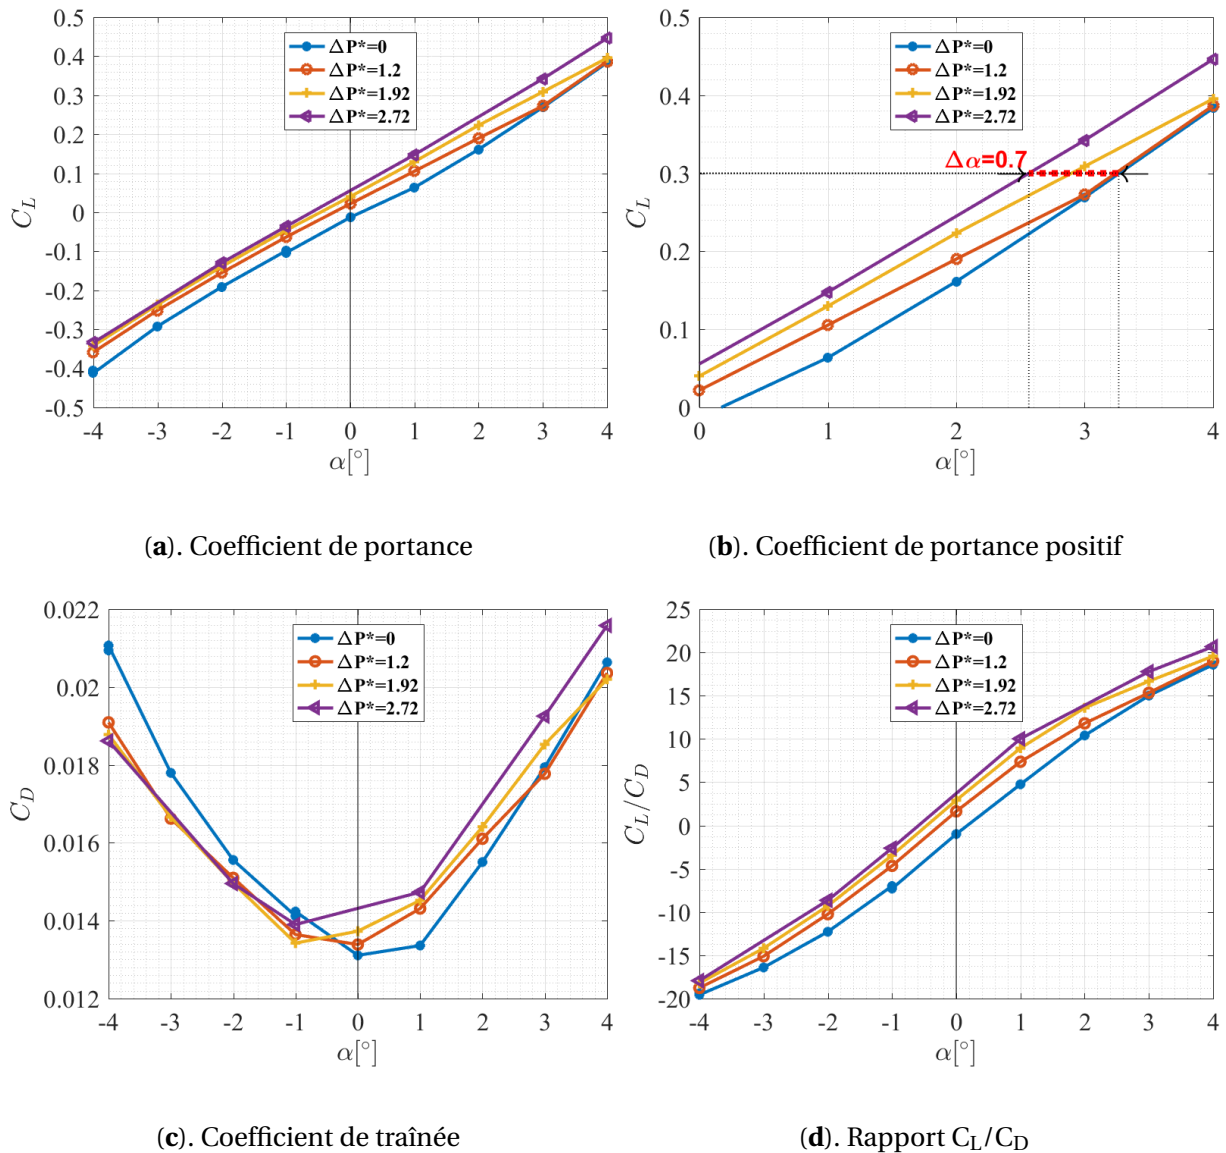 0.5
0.4
0.3
0.2
0.1
0
-0.1
-0.2
-0.3
-0.4
-0.5
C_L
-4 -3 -2 -1 0 1 2 3 4
α[°]
ΔP*=0
ΔP*=1.2
ΔP*=1.92
ΔP*=2.72
(a). Coefficient de portance
0.5
0.4
0.3
0.2
0.1
0
C_L
0 1 2 3 4
α[°]
ΔP*=0
ΔP*=1.2
ΔP*=1.92
ΔP*=2.72
Δα=0.7
(b). Coefficient de portance positif
0.022
0.02
0.018
0.016
0.014
0.012
C_D
-4 -3 -2 -1 0 1 2 3 4
α[°]
ΔP*=0
ΔP*=1.2
ΔP*=1.92
ΔP*=2.72
(c). Coefficient de traînée
25
20
15
10
5
0
-5
-10
-15
-20
C_L/C_D
-4 -3 -2 -1 0 1 2 3 4
α[°]
ΔP*=0
ΔP*=1.2
ΔP*=1.92
ΔP*=2.72
(d). Rapport C_L/C_D